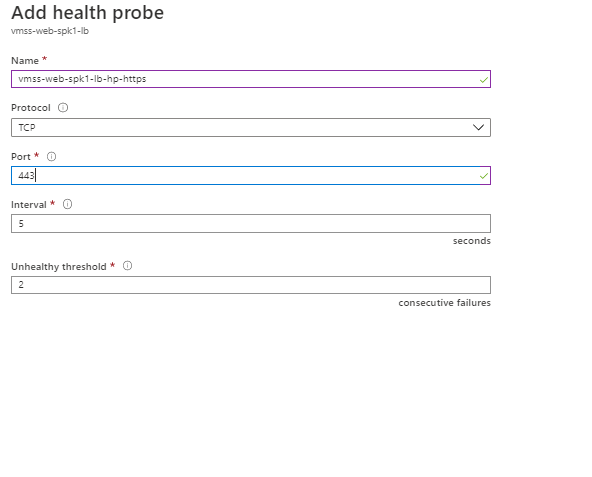 Add health probe
vmss-web-spk1-lb
Name *
vmss-web-spk1-lb-hp-https
Protocol
TCP
Port *
443
Interval *
5
seconds
Unhealthy threshold *
2
consecutive failures